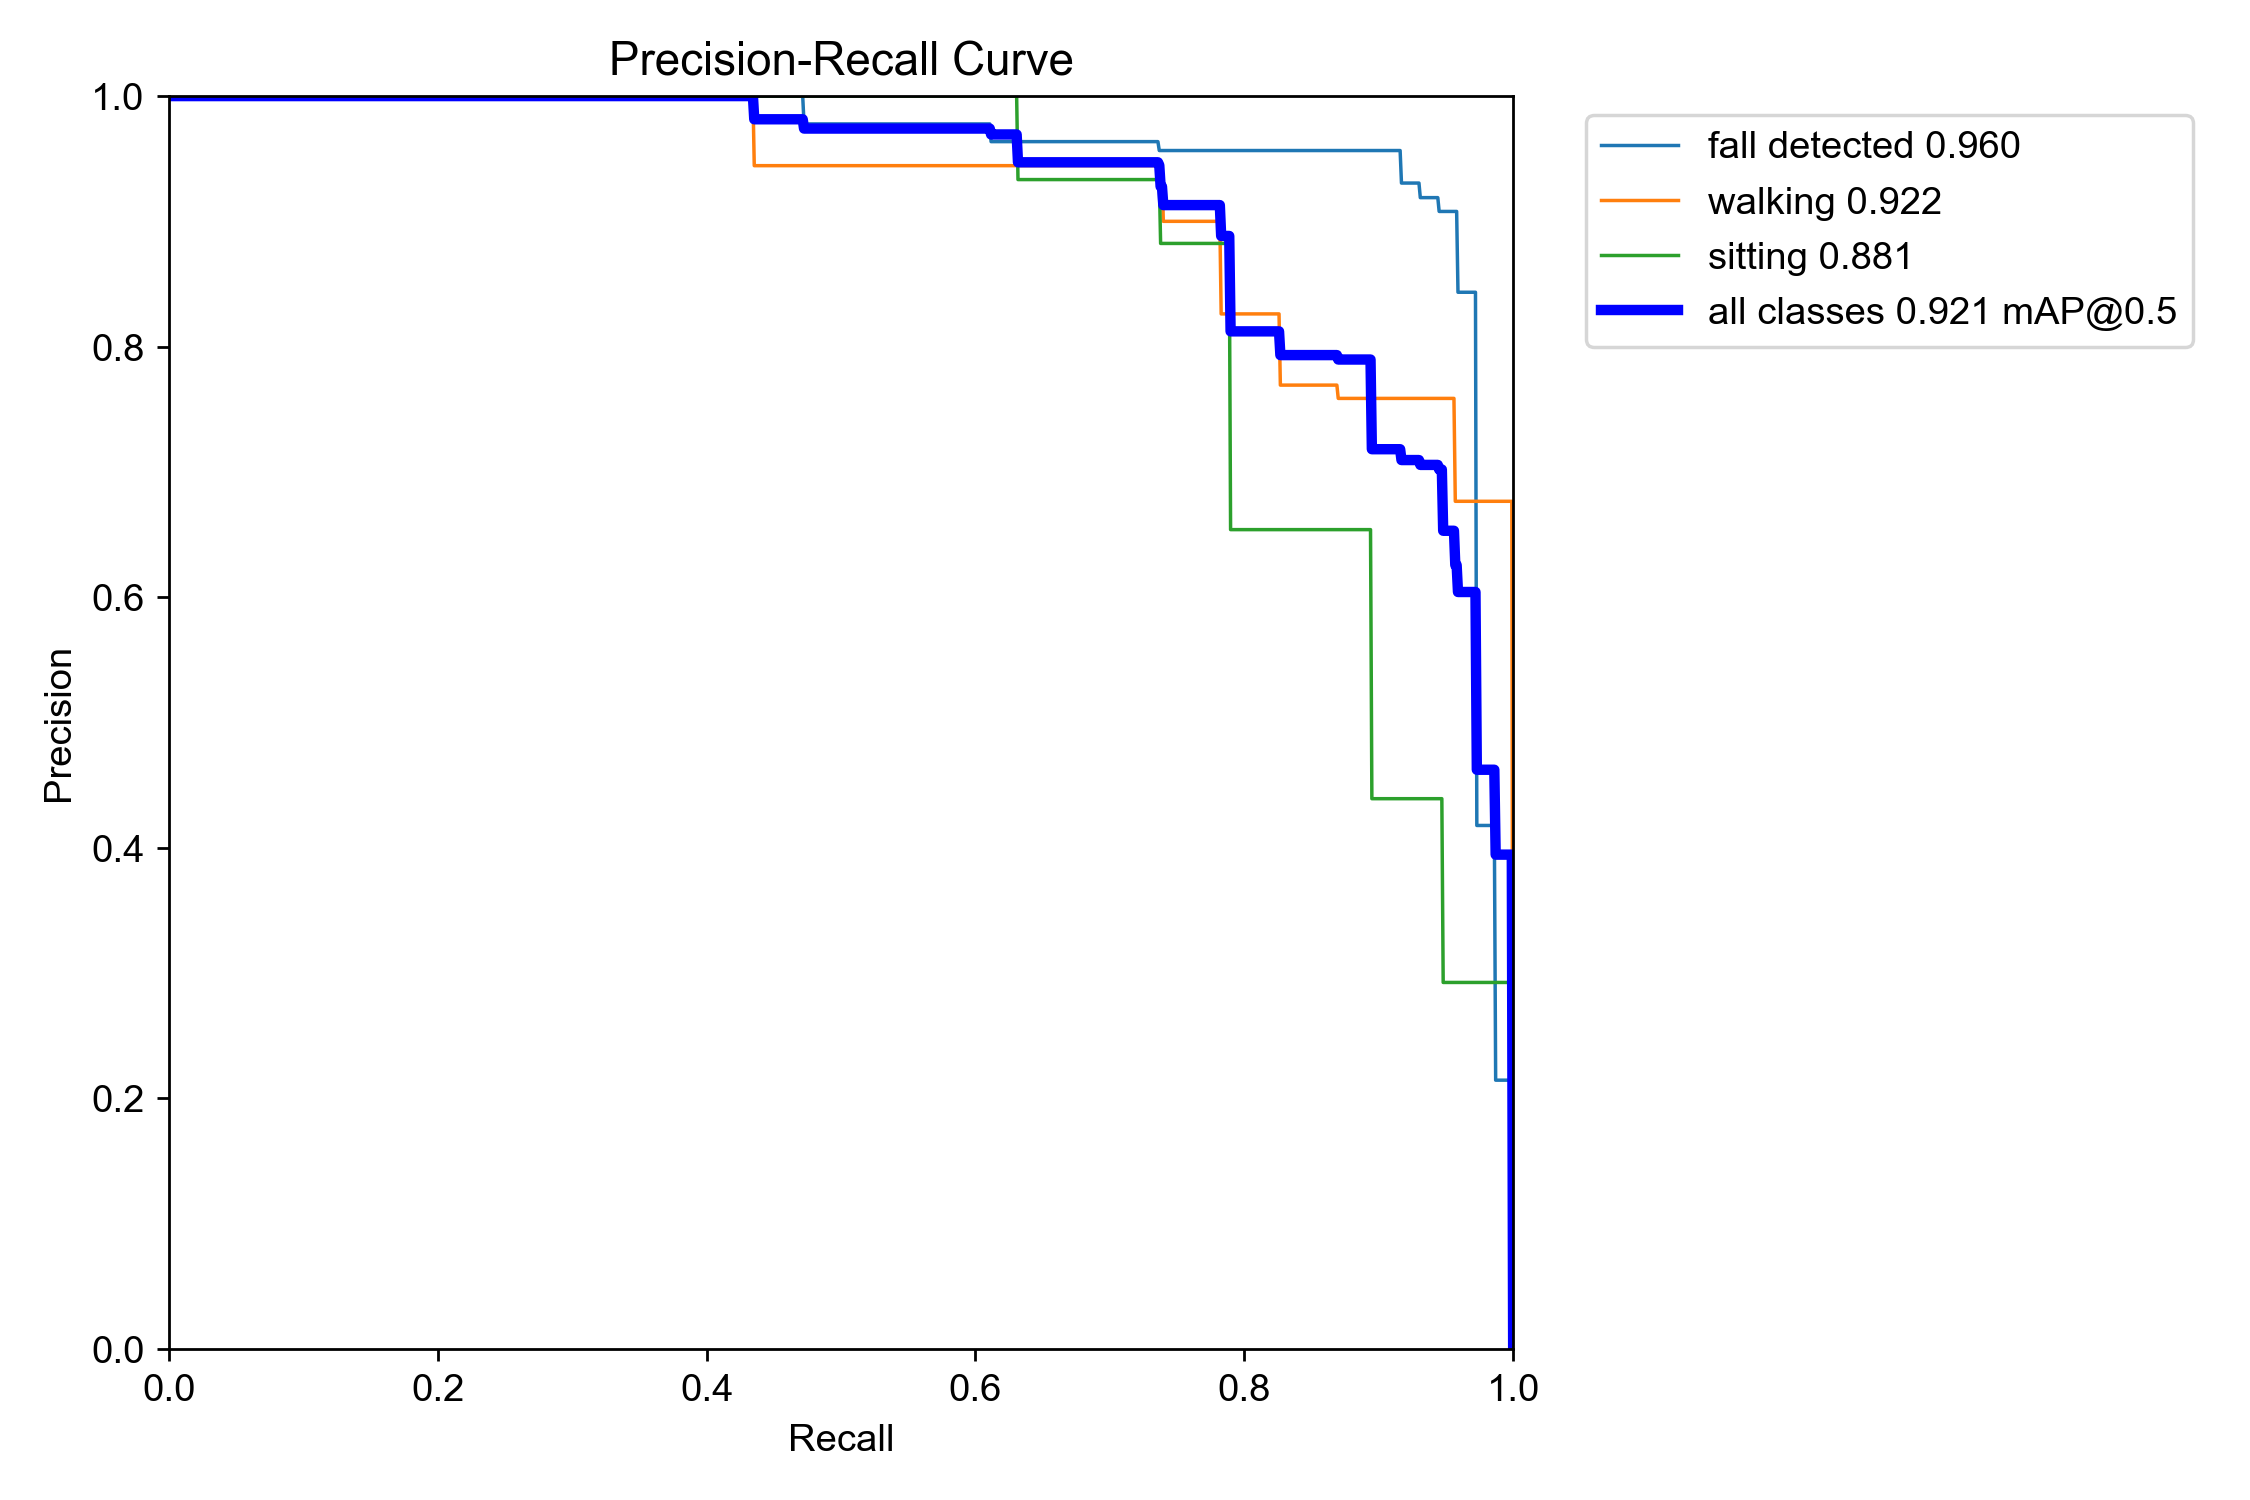 Precision-Recall Curve
1.0
0.8
0.6
0.4
0.2
0.0
Precision
0.0 0.2 0.4 0.6 0.8 1.0
Recall
fall detected 0.960
walking 0.922
sitting 0.881
all classes 0.921 mAP@0.5